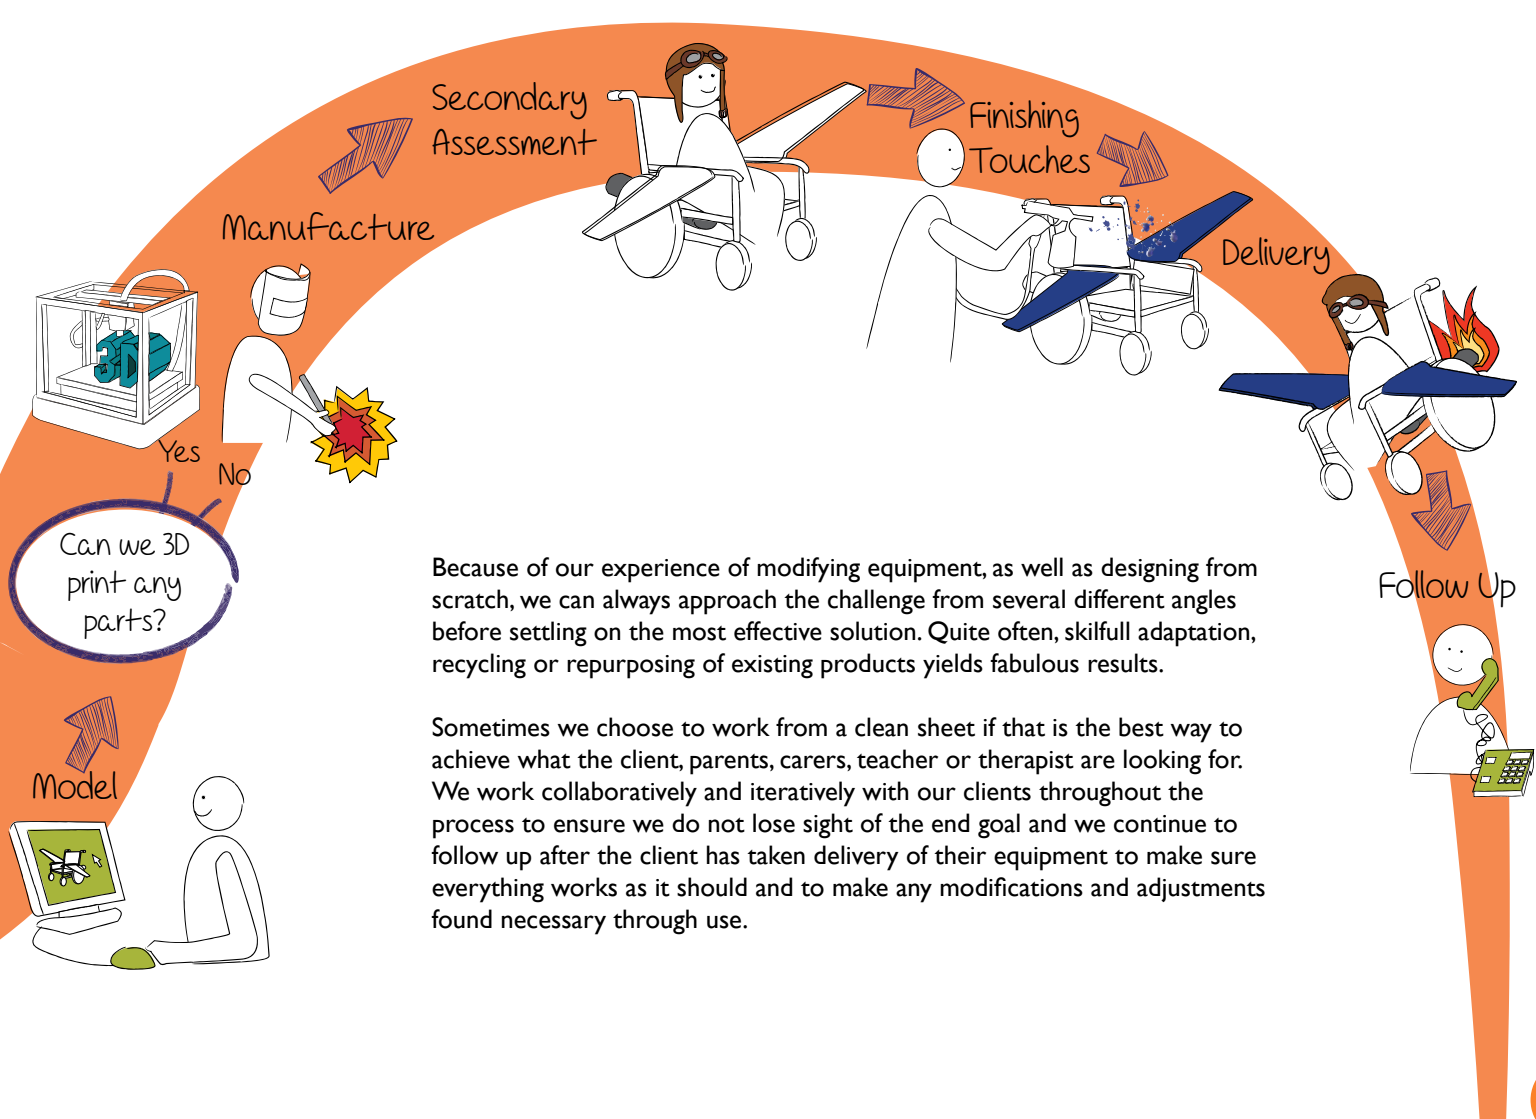 Model
Can we 3D
print any
parts?
Yes
No
3D
Manufacture
Secondary
Assessment
Finishing
Touches
Delivery
Follow Up
Because of our experience of modifying equipment, as well as designing from
scratch, we can always approach the challenge from several different angles
before settling on the most effective solution. Quite often, skilfull adaptation,
recycling or repurposing of existing products yields fabulous results.
Sometimes we choose to work from a clean sheet if that is the best way to
achieve what the client, parents, carers, teacher or therapist are looking for.
We work collaboratively and iteratively with our clients throughout the
process to ensure we do not lose sight of the end goal and we continue to
follow up after the client has taken delivery of their equipment to make sure
everything works as it should and to make any modifications and adjustments
found necessary through use.